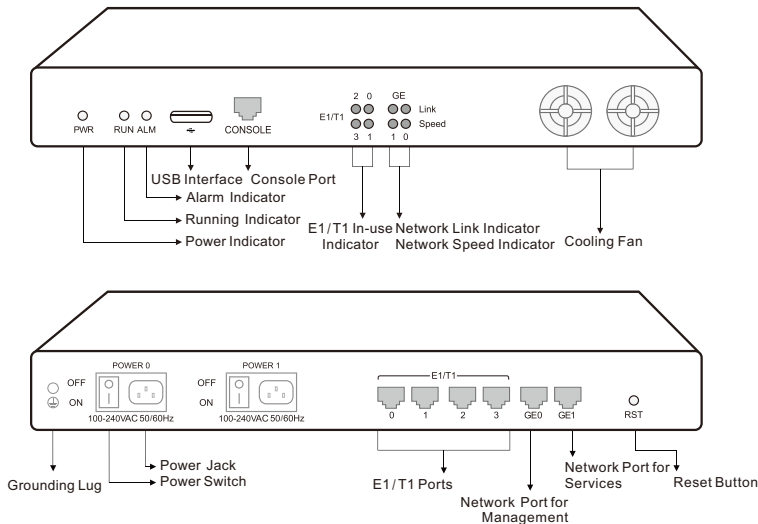 2 0 GE
Link
E1/T1
Speed
3 1 1 0
PWR RUN ALM CONSOLE
USB Interface Console Port
Alarm Indicator
Running Indicator
Power Indicator
E1/T1 In-use Indicator
Network Link Indicator
Network Speed Indicator
Cooling Fan
POWER 0 POWER 1
E1/T1
OFF OFF
ON ON
100-240VAC 50/60Hz 100-240VAC 50/60Hz
0 1 2 3 GE0 GE1 RST
Grounding Lug
Power Jack
Power Switch
E1/T1 Ports
Network Port for
Management
Network Port for
Services
Reset Button